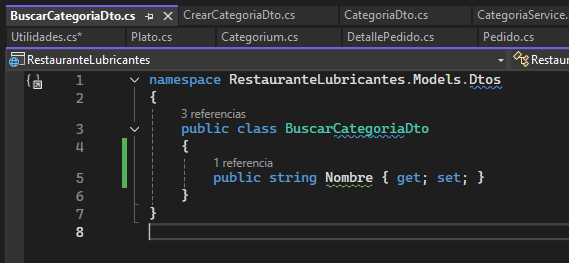 BuscarCategoriaDto.cs CrearCategoriaDto.cs CategoriaDto.cs CategoriaService.
Utilidades.cs* Plato.cs Categorium.cs DetallePedido.cs Pedido.cs
RestauranteLubricantes Restaur
1 namespace RestauranteLubricantes.Models.Dtos
2 {
3 referencias
3 public class BuscarCategoriaDto
4 {
1 referencia
5 public string Nombre { get; set; }
6 }
7 }
8